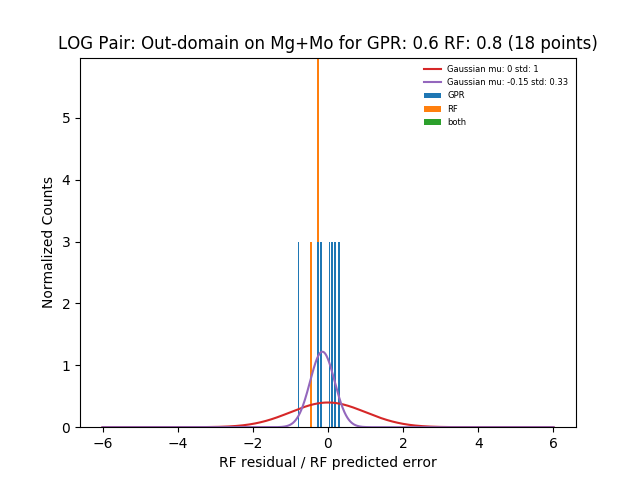 LOG Pair: Out-domain on Mg+Mo for GPR: 0.6 RF: 0.8 (18 points)
Gaussian mu: 0 std: 1
Gaussian mu: -0.15 std: 0.33
GPR
RF
both
Normalized Counts
5
4
3
2
1
0
−6 −4 −2 0 2 4 6
RF residual / RF predicted error